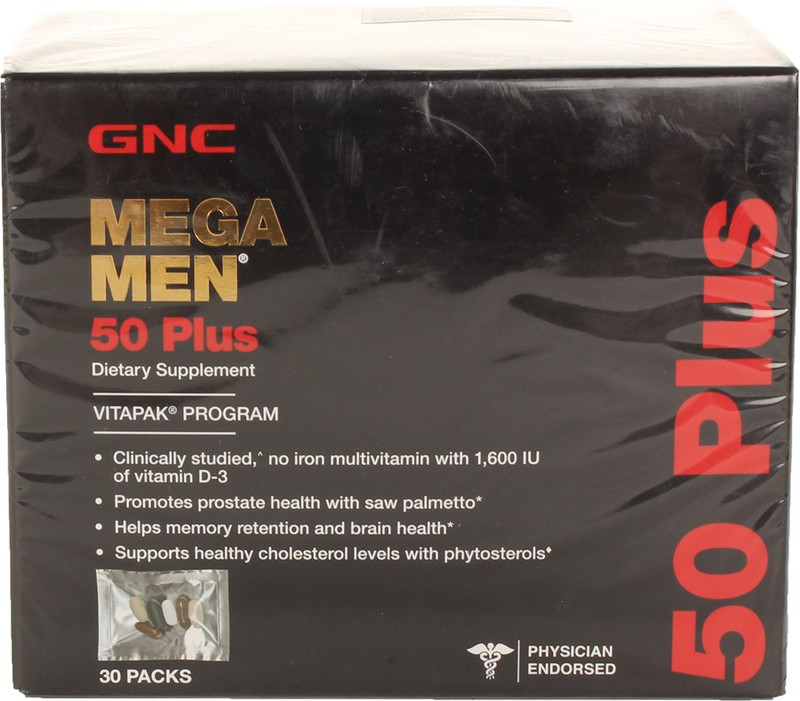 GNC
MEGA
MEN®
50 Plus
Dietary Supplement
VITAPAK® PROGRAM
• Clinically studied,^ no iron multivitamin with 1,600 IU
of vitamin D-3
• Promotes prostate health with saw palmetto*
• Helps memory retention and brain health*
• Supports healthy cholesterol levels with phytosterols♦
30 PACKS
PHYSICIAN
ENDORSED
50 Plus